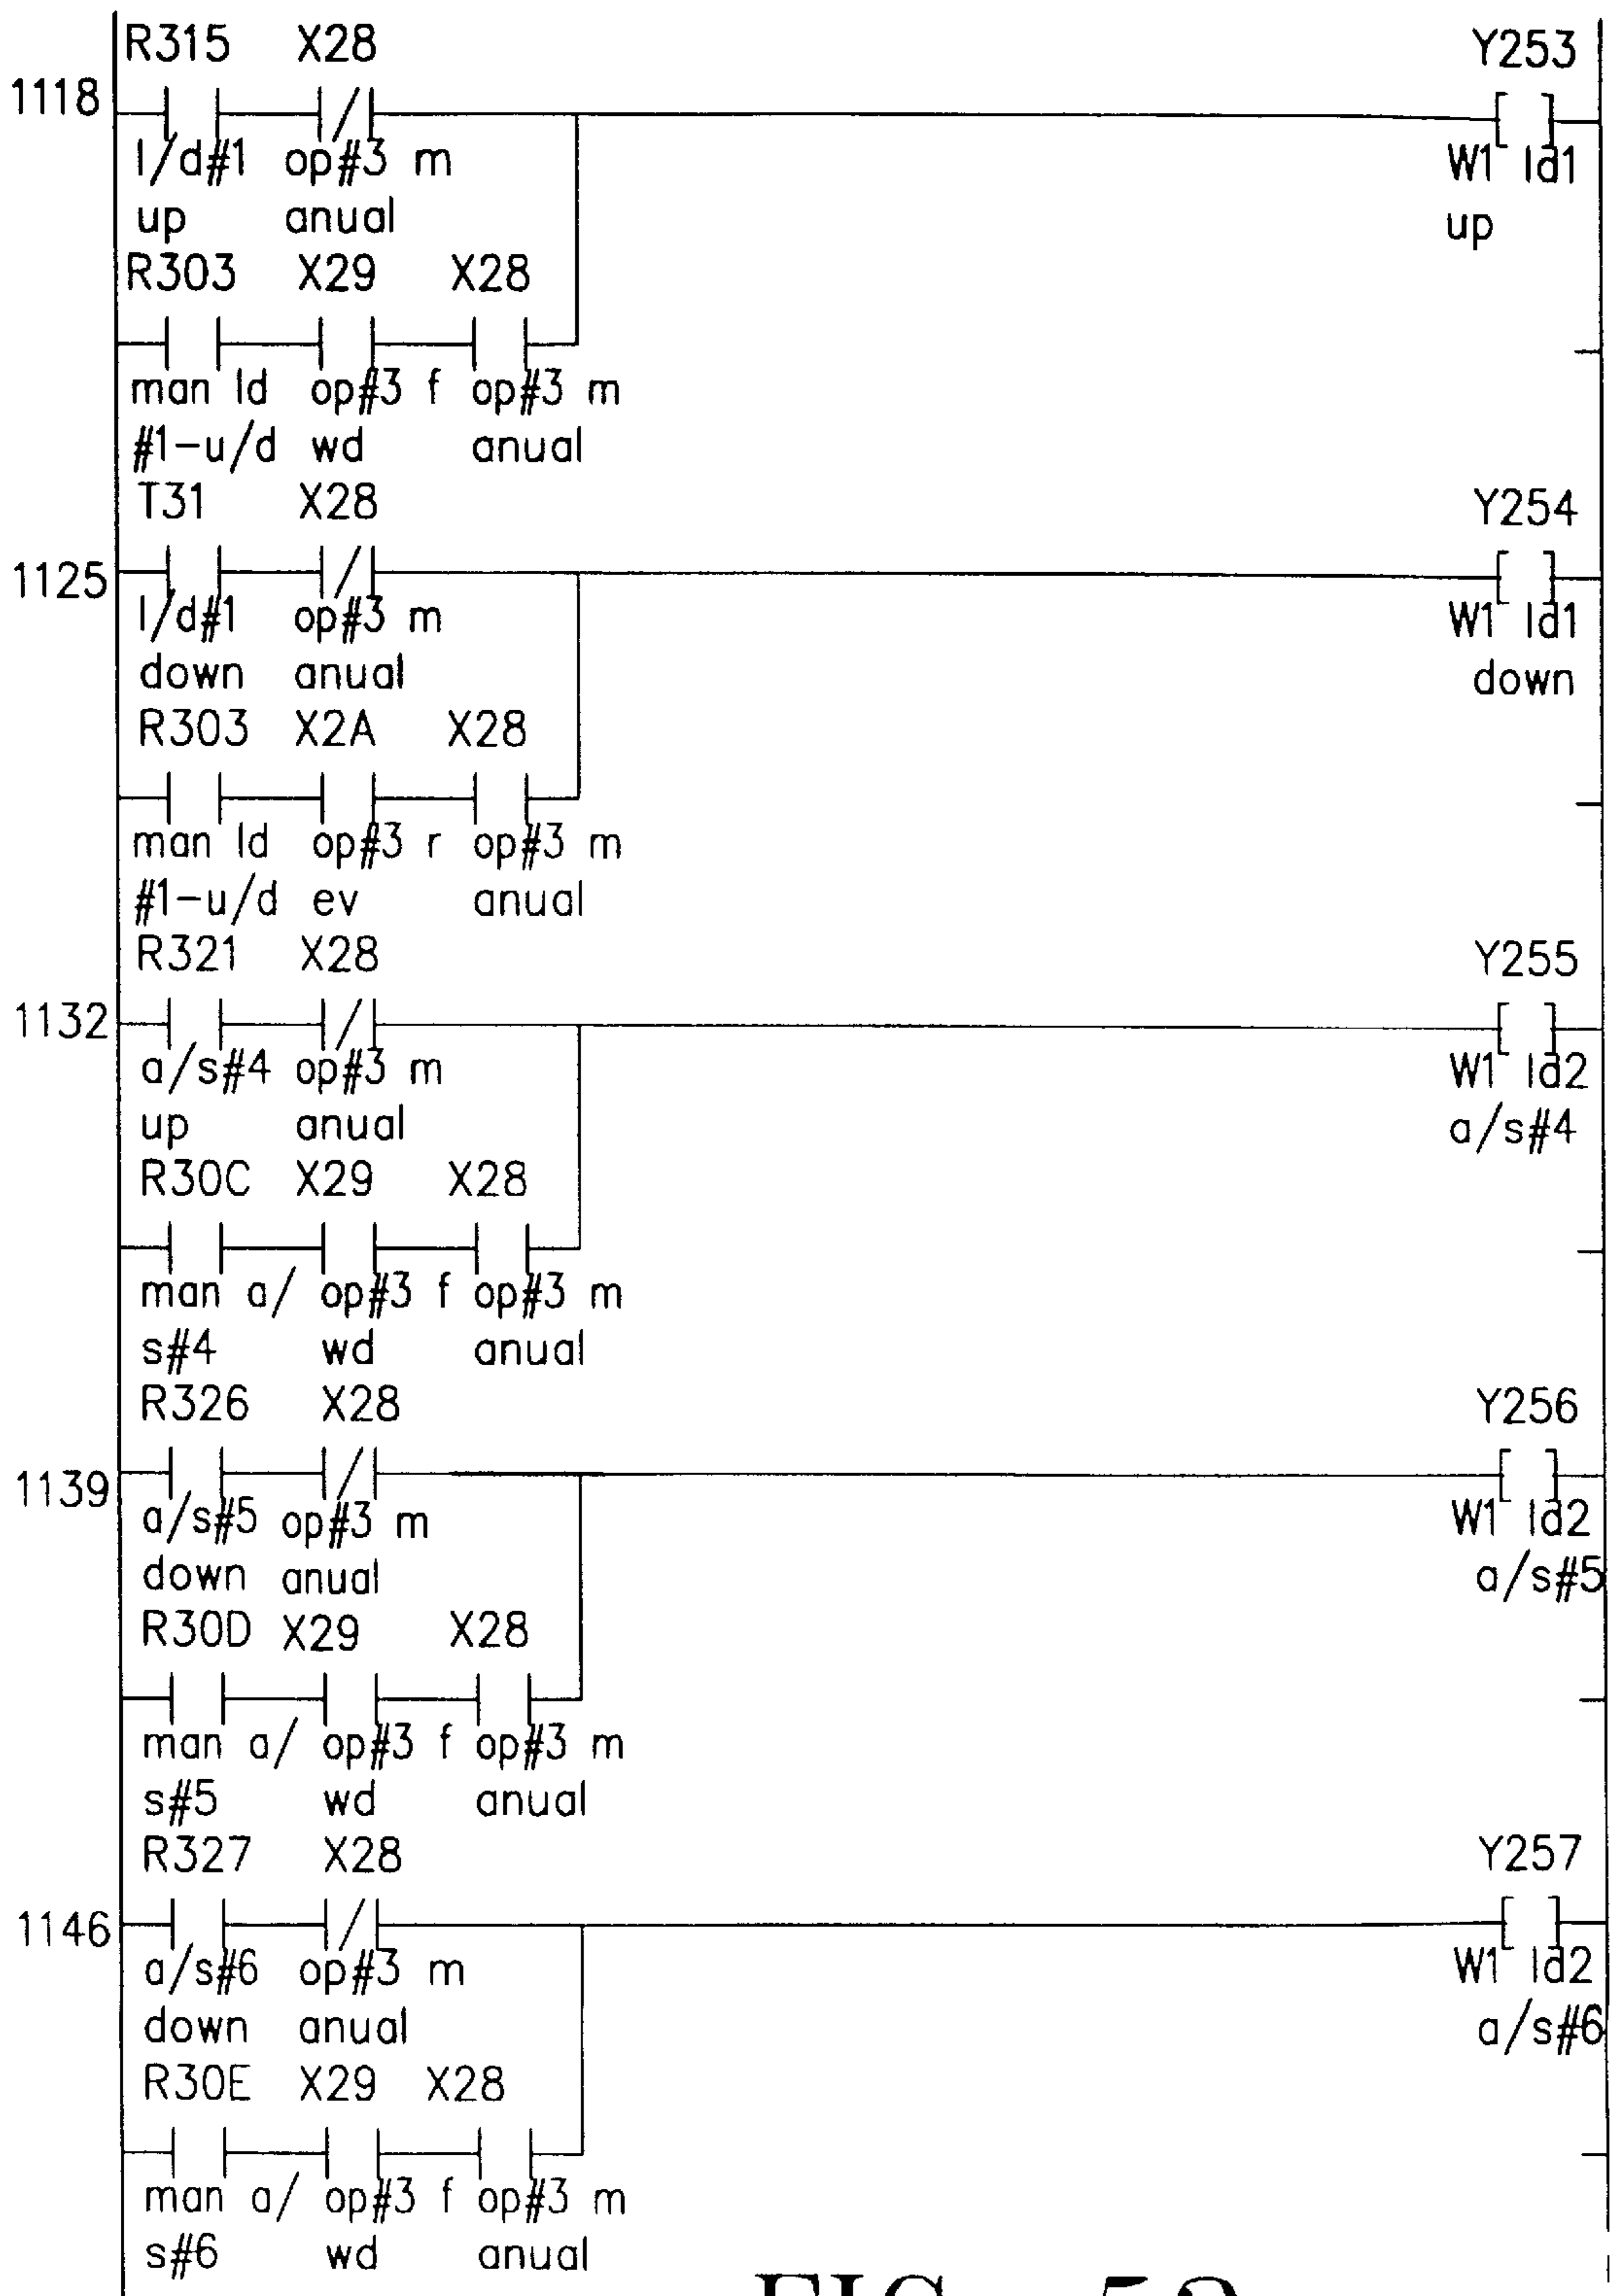 R315 X28 Y253
1118
l/d#1 op#3 m W1 ld1
up anual up
R303 X29 X28
man ld op#3 f op#3 m
#1-u/d wd anual
T31 X28 Y254
1125
l/d#1 op#3 m W1 ld1
down anual down
R303 X2A X28
man ld op#3 r op#3 m
#1-u/d ev anual
R321 X28 Y255
1132
a/s#4 op#3 m W1 ld2
up anual a/s#4
R30C X29 X28
man a/ op#3 f op#3 m
s#4 wd anual
R326 X28 Y256
1139
a/s#5 op#3 m W1 ld2
down anual a/s#5
R30D X29 X28
man a/ op#3 f op#3 m
s#5 wd anual
R327 X28 Y257
1146
a/s#6 op#3 m W1 ld2
down anual a/s#6
R30E X29 X28
man a/ op#3 f op#3 m
s#6 wd anual